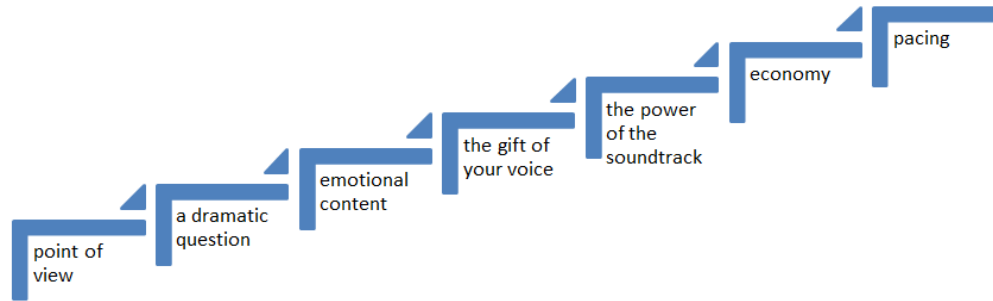 point of
view
a dramatic
question
emotional
content
the gift of
your voice
the power
of the
soundtrack
economy
pacing